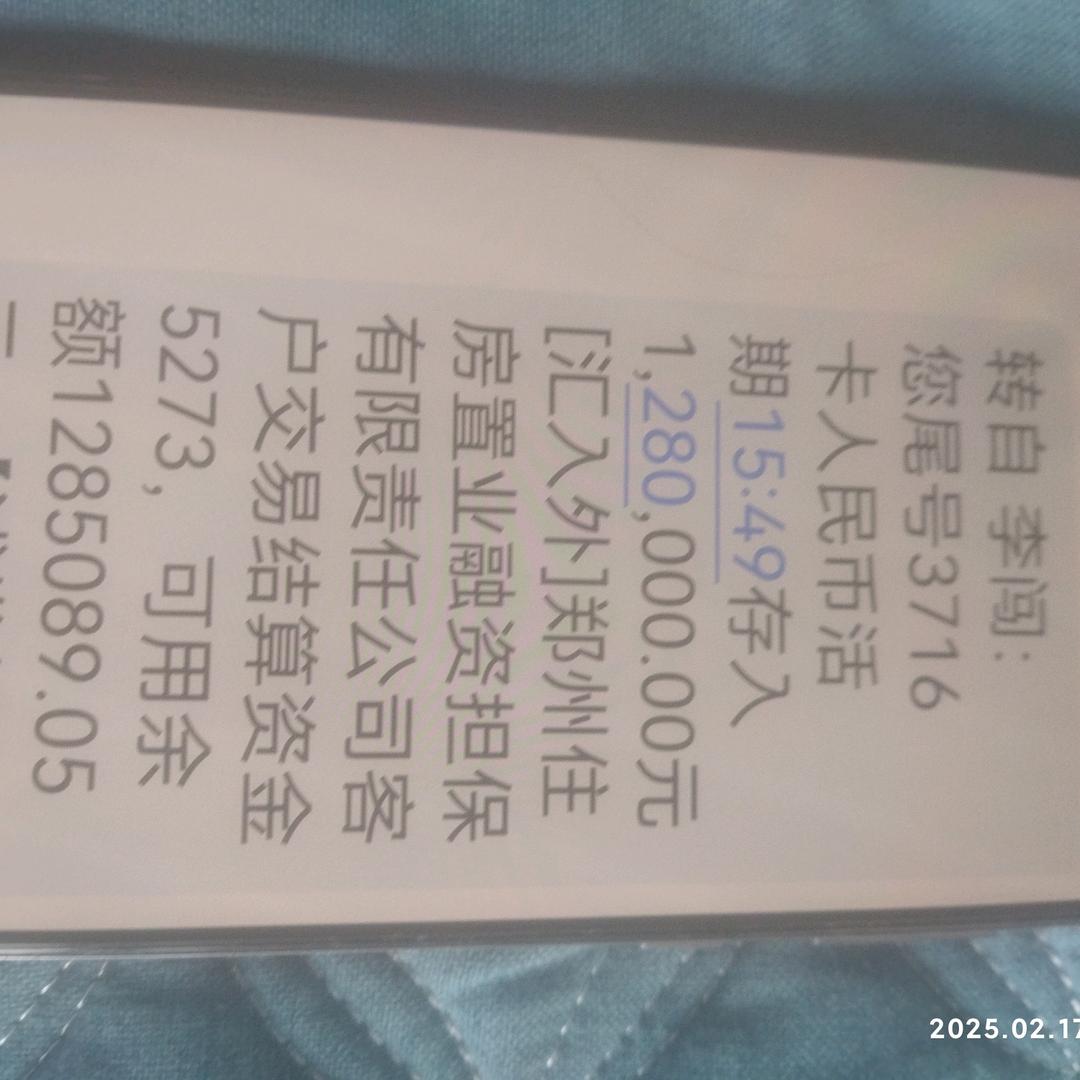 转自 李闯:
您尾号3716
卡人民币活
期15:49存入
1,280,000.00元
[汇入外]郑州住
房置业融资担保
有限责任公司客
户交易结算资金
5273,可用余
额1285089.05
2025.02.17